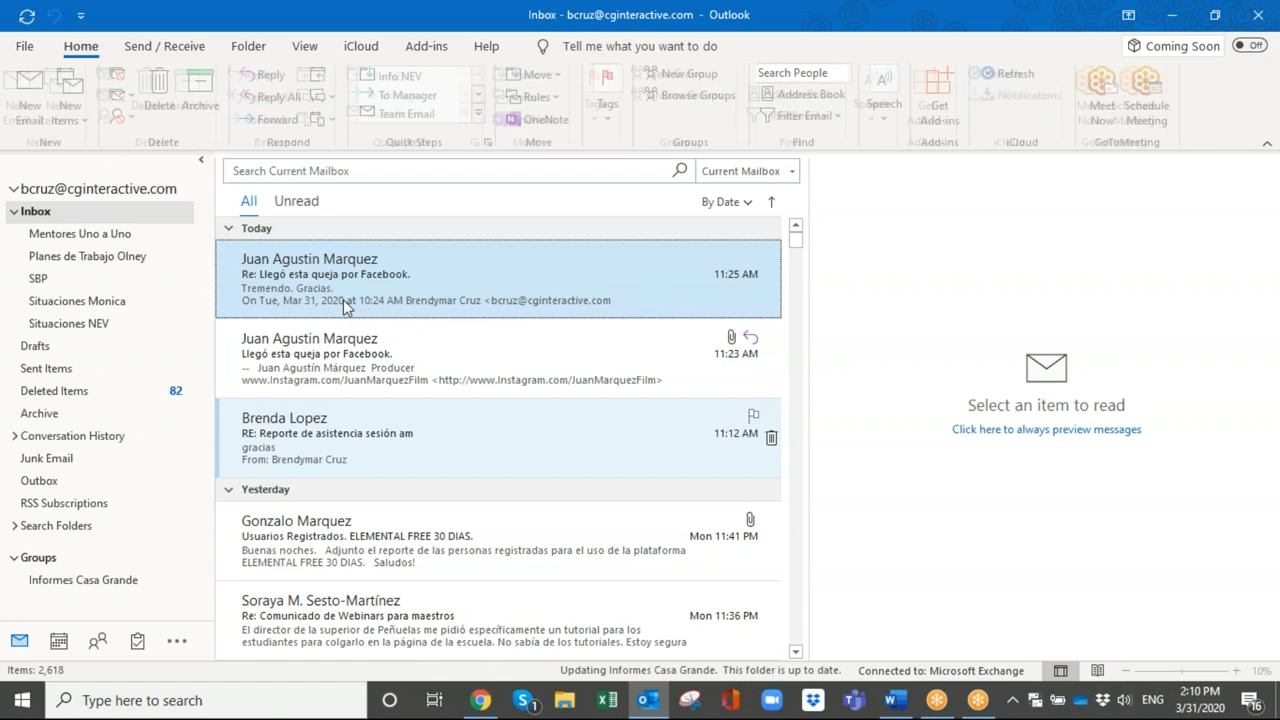 Inbox - bcruz@cginteractive.com - Outlook
File Home Send / Receive Folder View iCloud Add-ins Help Tell me what you want to do Coming Soon Off
New Email
New Items
Delete Archive
Reply
Reply All
Forward
Info NEV
To Manager
Team Email
Move
Rules
OneNote
Tags
New Group
Browse Groups
Search People
Address Book
Filter Email
Speech
Get Add-ins
Refresh
Notifications
Meet Now
Schedule Meeting
New Delete Respond Quick Steps Move Groups Find Add-ins iCloud GoToMeeting
bcruz@cginteractive.com
Inbox
Mentores Uno a Uno
Planes de Trabajo Olney
SBP
Situaciones Monica
Situaciones NEV
Drafts
Sent Items
Deleted Items 82
Archive
Conversation History
Junk Email
Outbox
RSS Subscriptions
Search Folders
Groups
Informes Casa Grande
Search Current Mailbox Current Mailbox
All Unread By Date
Today
Juan Agustin Marquez
Re: Llegó esta queja por Facebook. 11:25 AM
Tremendo. Gracias.
On Tue, Mar 31, 2020 at 10:24 AM Brendymar Cruz <bcruz@cginteractive.com
Juan Agustin Marquez
Llegó esta queja por Facebook. 11:23 AM
-- Juan Agustín Márquez Producer
www.Instagram.com/JuanMarquezFilm <http://www.Instagram.com/JuanMarquezFilm>
Brenda Lopez
RE: Reporte de asistencia sesión am 11:12 AM
gracias
From: Brendymar Cruz
Yesterday
Gonzalo Marquez
Usuarios Registrados. ELEMENTAL FREE 30 DIAS. Mon 11:41 PM
Buenas noches. Adjunto el reporte de las personas registradas para el uso de la plataforma
ELEMENTAL FREE 30 DIAS. Saludos!
Soraya M. Sesto-Martínez
Re: Comunicado de Webinars para maestros Mon 11:36 PM
El director de la superior de Peñuelas me pidió específicamente un tutorial para los
estudiantes para colgarlo en la página de la escuela. No sabía de los tutoriales. Estoy segura
Select an item to read
Click here to always preview messages
Items: 2,618 Updating Informes Casa Grande. This folder is up to date. Connected to: Microsoft Exchange 10%
Type here to search 1 ENG 2:10 PM
3/31/2020 16